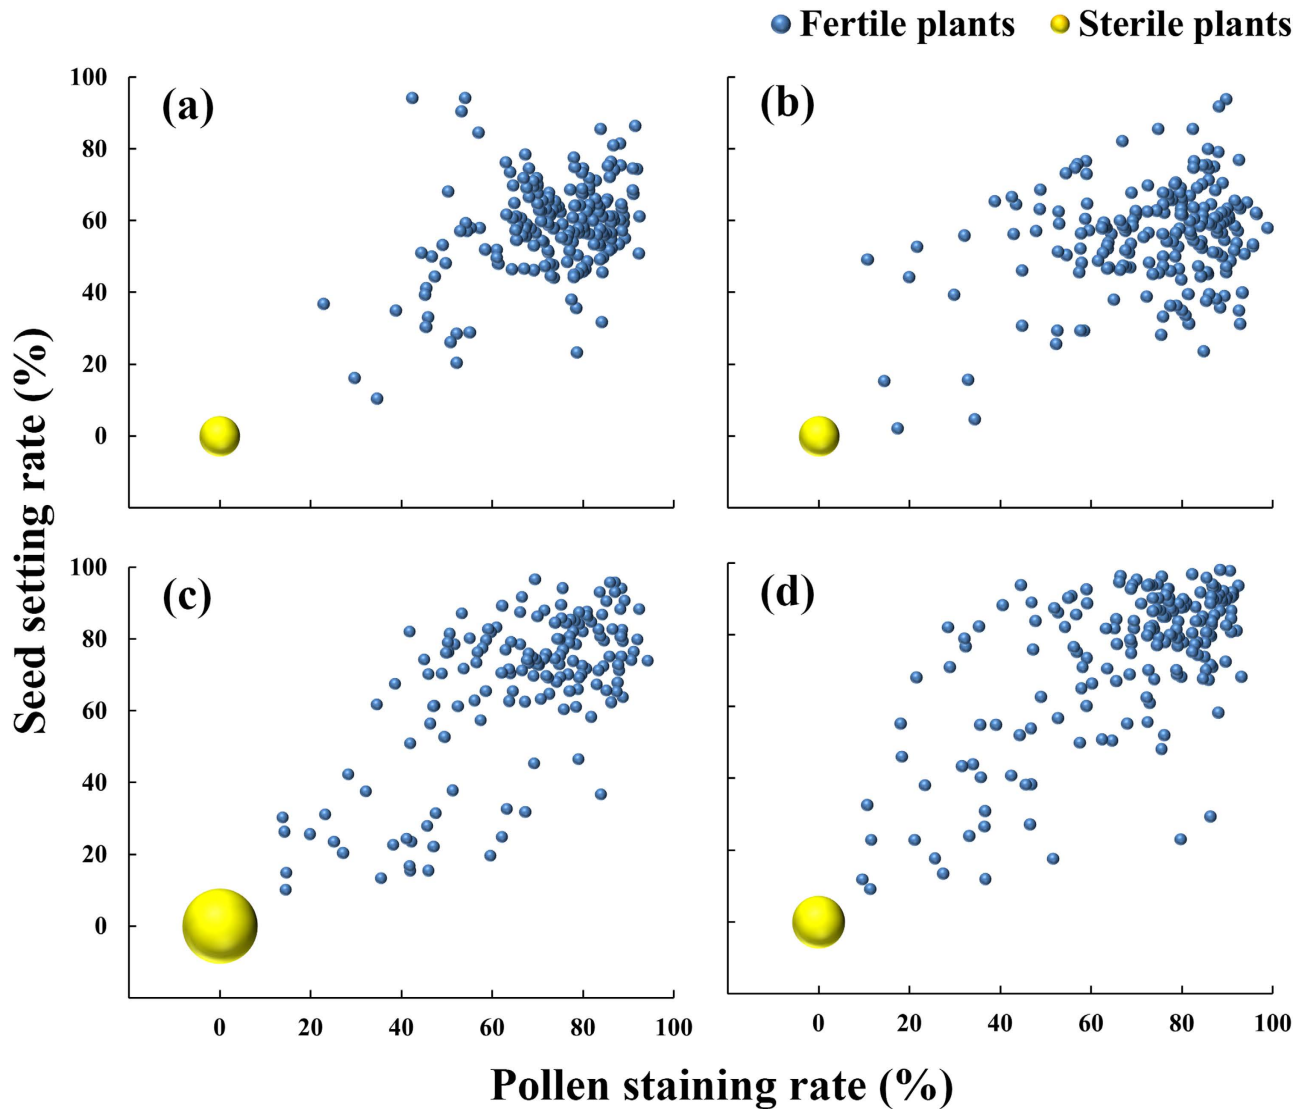 Fertile plants Sterile plants
(a)
(b)
100
80
60
40
20
0
(c)
(d)
100
80
60
40
20
0
0 20 40 60 80 100
0 20 40 60 80 100
Seed setting rate (%)
Pollen staining rate (%)